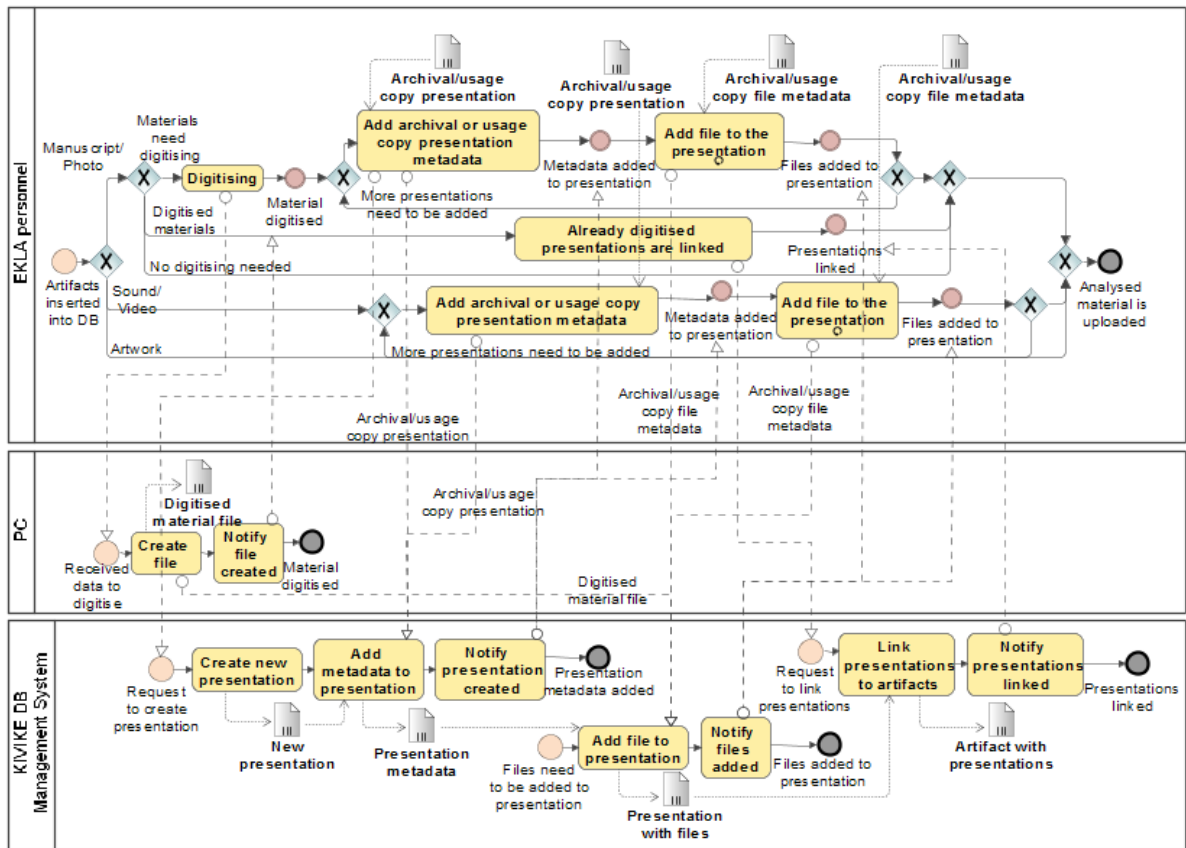 EKLA personnel
Archival/usage
copy presentation
Archival/usage
copy presentation
Archival/usage
copy file metadata
Archival/usage
copy file metadata
Manuscript/
Photo
Materials
need
digitising
Digitising
Material
digitised
Add archival or usage
copy presentation
metadata
Metadata added
to presentation
Add file to the
presentation
Files added to
presentation
More presentations
need to be added
Digitised
materials
Already digitised
presentations are linked
Presentations
linked
No digitising needed
Artifacts
inserted
into DB
Sound/
Video
Add archival or usage copy
presentation metadata
Metadata added
to presentation
Add file to the
presentation
Files added to
presentation
Analysed
material is
uploaded
Artwork
More presentations need to be added
Archival/usage
copy presentation
Archival/usage
copy file
metadata
Archival/usage
copy file
metadata
PC
Digitised
material file
Archival/usage
copy presentation
Received
data to
digitise
Create
file
Notify
file
created
Material
digitised
Digitised
material file
KIVIKE DB
Management System
Request
to create
presentation
Create new
presentation
Add
metadata to
presentation
Notify
presentation
created
Presentation
metadata added
Request
to link
presentations
Link
presentations
to artifacts
Notify
presentations
linked
Presentations
linked
New
presentation
Presentation
metadata
Files need
to be added to
presentation
Add file to
presentation
Notify
files
added
Files added to
presentation
Artifact with
presentations
Presentation
with files